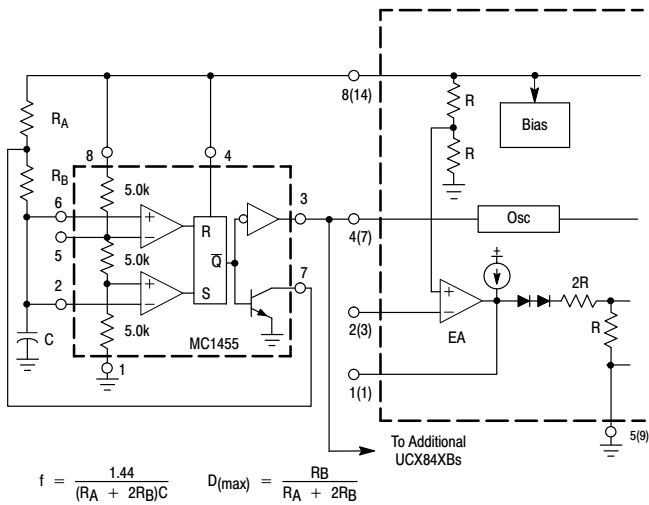 8(14)
R
Bias
R
RA
RB
8
4
6
5.0k
5
3
R
Q̅
5.0k
4(7)
Osc
2
S
7
5.0k
2R
2(3)
EA
R
C
MC1455
1
1(1)
5(9)
To Additional
UCX84XBs
f = 1.44 / (RA + 2RB)C
D(max) = RB / RA + 2RB
+
−
+
−
+
−
+